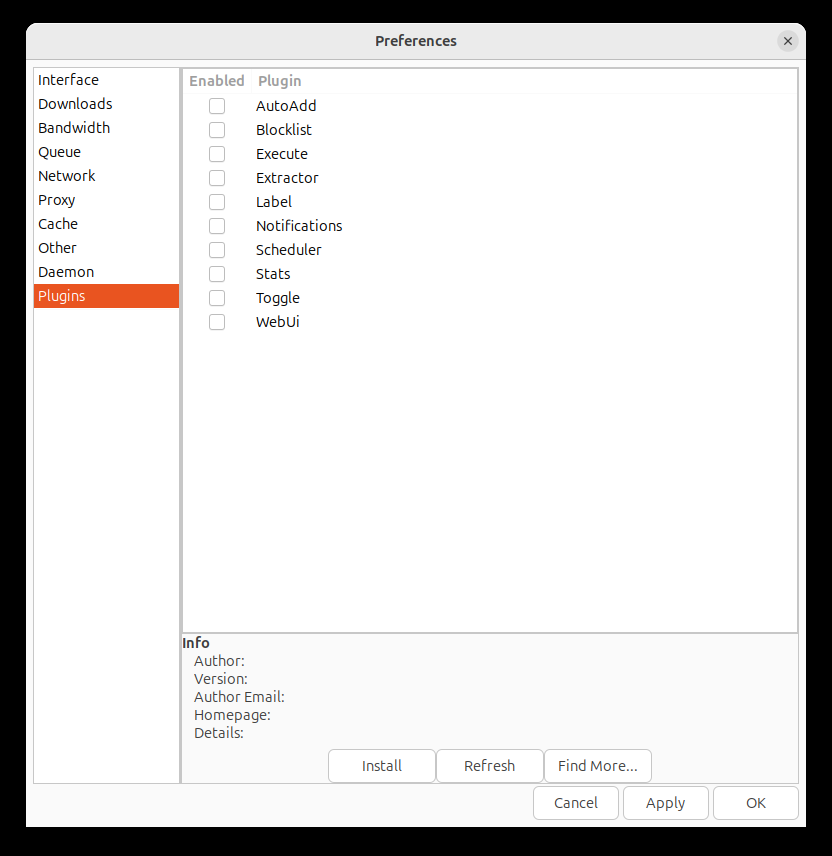 Preferences
Interface
Downloads
Bandwidth
Queue
Network
Proxy
Cache
Other
Daemon
Plugins
Enabled Plugin
AutoAdd
Blocklist
Execute
Extractor
Label
Notifications
Scheduler
Stats
Toggle
WebUi
Info
Author:
Version:
Author Email:
Homepage:
Details:
Install Refresh Find More...
Cancel Apply OK